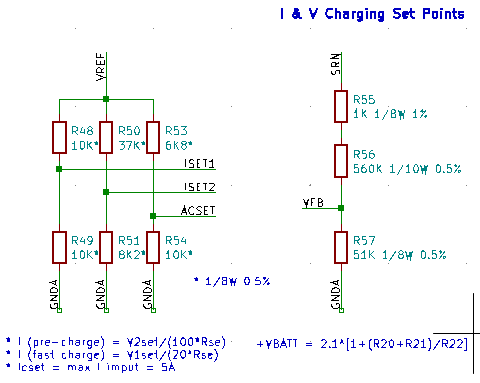 I & V Charging Set Points
VREF
SRN
R48
10K*
R50
37K*
R53
6K8*
R55
1K 1/8W 1%
R56
560K 1/10W 0.5%
ISET1
ISET2
ACSET
VFB
R49
10K*
R51
8K2*
R54
10K*
R57
51K 1/8W 0.5%
* 1/8W 0.5%
GNDA
GNDA
GNDA
GNDA
* I (pre-charge) = V2set/(100*Rse)
* I (fast charge) = V1set/(20*Rse)
* Icset = max I imput = 5A
+VBATT = 2.1*[1+(R20+R21)/R22]